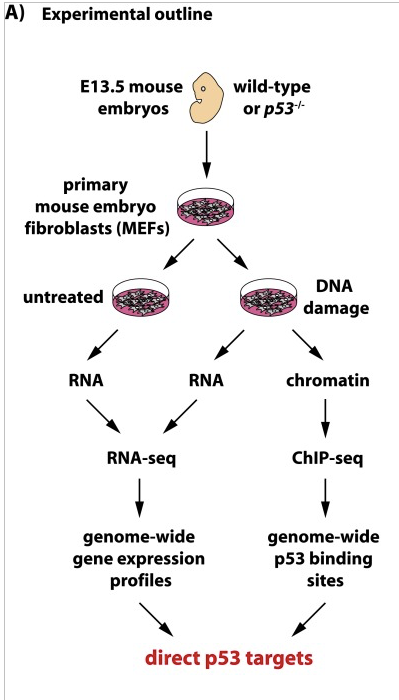 A) Experimental outline
E13.5 mouse
embryos
wild-type
or p53-/-
primary
mouse embryo
fibroblasts (MEFs)
untreated
DNA
damage
RNA
RNA
chromatin
RNA-seq
ChIP-seq
genome-wide
gene expression
profiles
genome-wide
p53 binding
sites
direct p53 targets